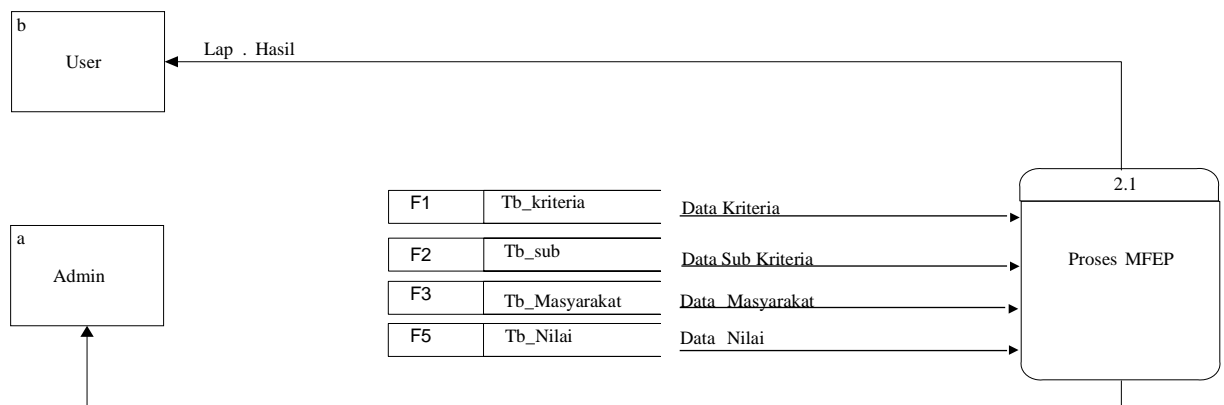 b
User
Lap . Hasil
2.1
F1 Tb_kriteria Data Kriteria
a
Admin
F2 Tb_sub Data Sub Kriteria
Proses MFEP
F3 Tb_Masyarakat Data Masyarakat
F5 Tb_Nilai Data Nilai